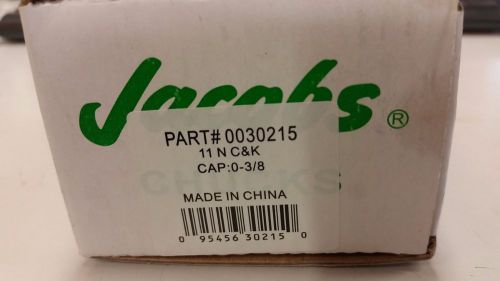 Jacobs ®
PART# 0030215
11 N C&K
CAP:0-3/8
MADE IN CHINA
0 95456 30215 0